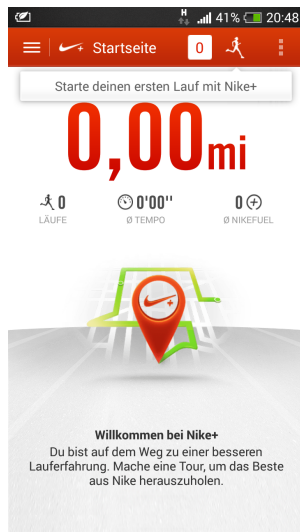 H 41% 20:48
Startseite 0
Starte deinen ersten Lauf mit Nike+
0,00mi
0 0'00'' 0
LÄUFE Ø TEMPO Ø NIKEFUEL
Willkommen bei Nike+
Du bist auf dem Weg zu einer besseren
Lauferfahrung. Mache eine Tour, um das Beste
aus Nike herauszuholen.